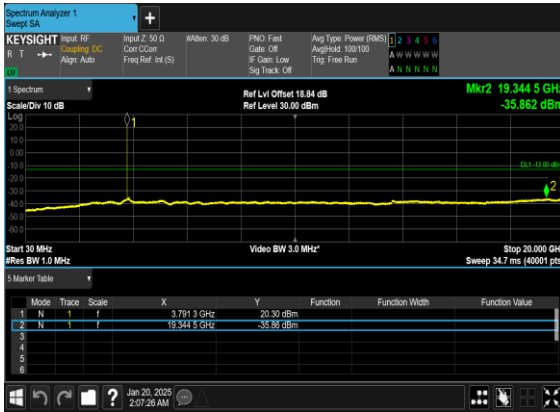 Spectrum Analyzer 1
Swept SA
KEYSIGHT Input: RF Input Z: 50 Ω #Atten: 30 dB PNO: Fast Avg Type: Power (RMS) 1 2 3 4 5 6
R T Coupling: DC Corr CCorr Gate: Off Avg|Hold: 100/100 A W W W W W
Align: Auto Freq Ref: Int (S) IF Gain: Low Trig: Free Run
Sig Track: Off A N N N N N
1 Spectrum Ref Lvl Offset 18.84 dB Mkr2 19.344 5 GHz
Scale/Div 10 dB Ref Level 30.00 dBm -35.862 dBm
Log
20.0
10.0
0.00
-10.0 DL1 -13.00 dBm
-20.0
-30.0
-40.0
-50.0
-60.0
1
2
Start 30 MHz Video BW 3.0 MHz* Stop 20.000 GHz
#Res BW 1.0 MHz Sweep 34.7 ms (40001 pts)
5 Marker Table
Mode Trace Scale X Y Function Function Width Function Value
1 N 1 f 3.791 3 GHz 20.30 dBm
2 N 1 f 19.344 5 GHz -35.86 dBm
3
4
5
6
Jan 20, 2025
2:07:26 AM